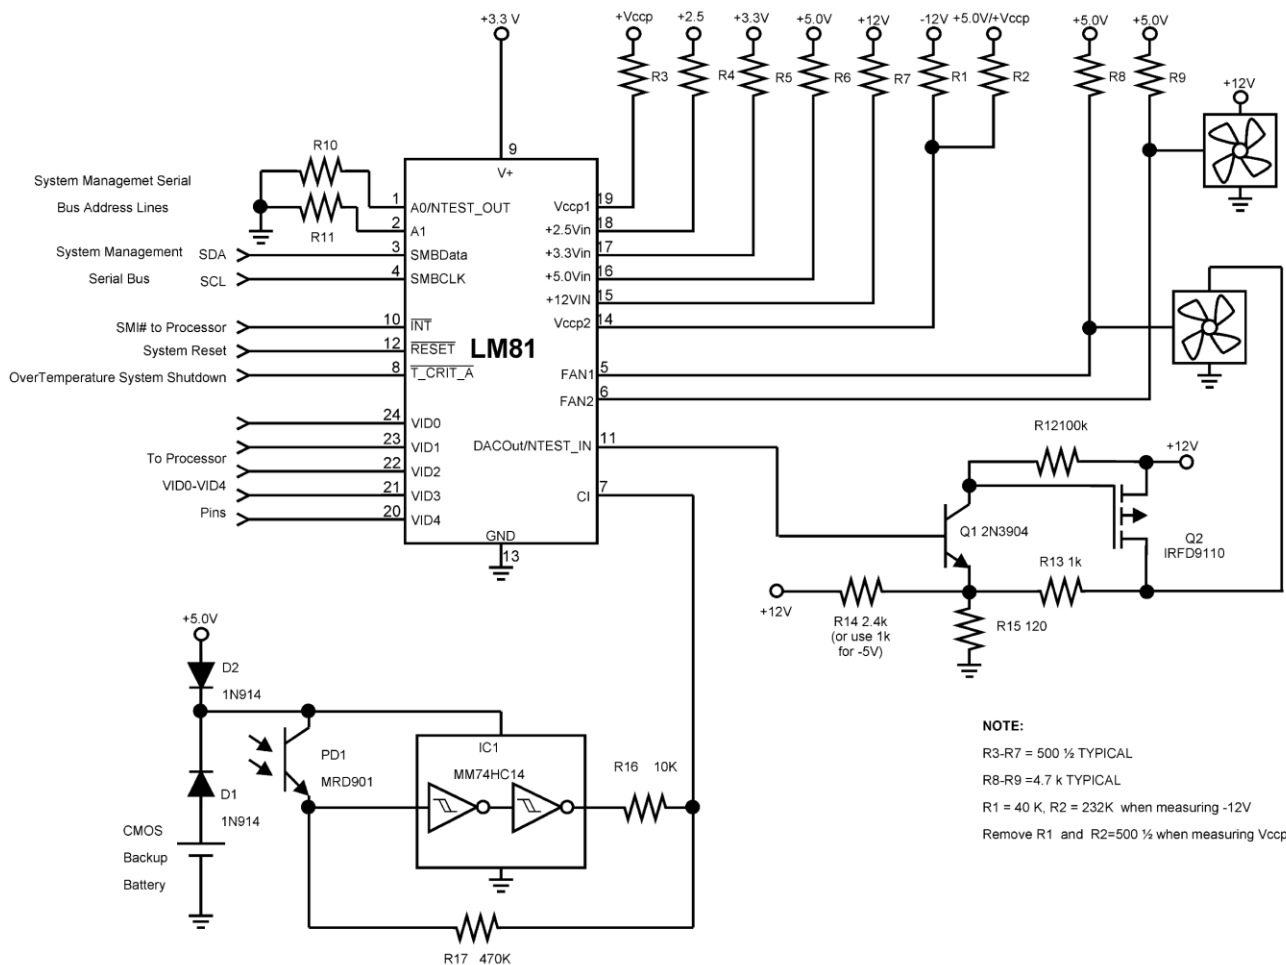 +3.3 V
+Vccp
+2.5
+3.3V
+5.0V
+12V
-12V
+5.0V/+Vccp
+5.0V
+5.0V
R3
R4
R5
R6
R7
R1
R2
R8
R9
+12V
9
V+
R10
R11
System Managemet Serial
Bus Address Lines
1
A0/NTEST_OUT
2
A1
System Management
Serial Bus
SDA
3
SMBData
SCL
4
SMBCLK
SMI# to Processor
10
INT
System Reset
12
RESET
OverTemperature System Shutdown
8
T_CRIT_A
LM81
24
VID0
23
VID1
22
VID2
21
VID3
20
VID4
To Processor
VID0-VID4
Pins
Vccp1
19
+2.5Vin
18
+3.3Vin
17
+5.0Vin
16
+12VIN
15
Vccp2
14
FAN1
5
FAN2
6
DACOut/NTEST_IN
11
CI
7
GND
13
R12100k
+12V
Q1 2N3904
Q2
IRFD9110
R13 1k
+12V
R14 2.4k
(or use 1k
for -5V)
R15 120
+5.0V
D2
1N914
PD1
MRD901
D1
1N914
CMOS
Backup
Battery
IC1
MM74HC14
R16 10K
R17 470K
NOTE:
R3-R7 = 500 ½ TYPICAL
R8-R9 =4.7 k TYPICAL
R1 = 40 K, R2 = 232K when measuring -12V
Remove R1 and R2=500 ½ when measuring Vccp